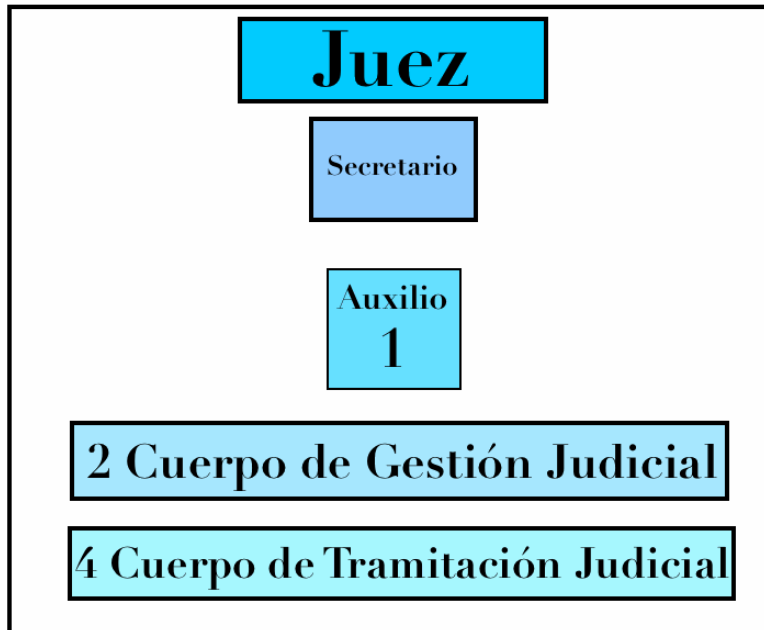 Juez
Secretario
Auxilio
1
2 Cuerpo de Gestión Judicial
4 Cuerpo de Tramitación Judicial